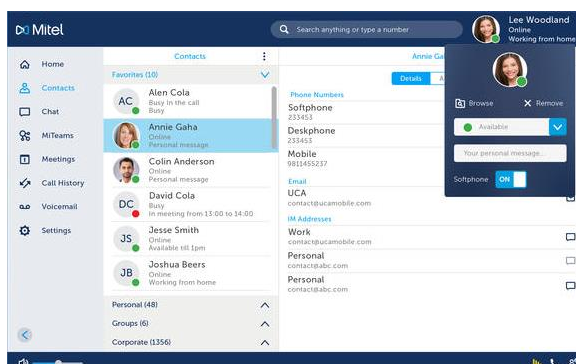 Mitel
Search anything or type a number
Lee Woodland
Online
Working from home
Home
Contacts
Chat
MiTeams
Meetings
Call History
Voicemail
Settings
Contacts
Favorites (10)
AC
Alen Cola
Busy In the call
Busy
Annie Gaha
Online
Personal message
Colin Anderson
Online
Personal message
DC
David Cola
Busy
In meeting from 13:00 to 14:00
JS
Jesse Smith
Online
Available till 1pm
JB
Joshua Beers
Online
Working from home
Personal (48)
Groups (6)
Corporate (1356)
Annie Ga
Details
A
Phone Numbers
Softphone
233453
Deskphone
233453
Mobile
9811455237
Email
UCA
contact@ucamobile.com
IM Addresses
Work
contact@ucamobile.com
Personal
contact@abc.com
Personal
contact@abc.com
Browse
Remove
Available
Your personal message...
Softphone
ON